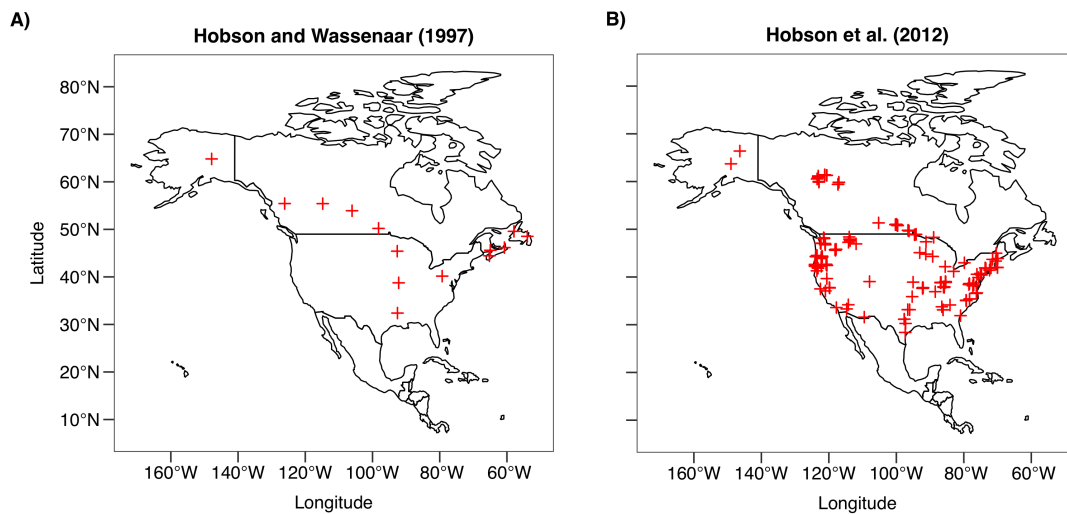 A)
Hobson and Wassenaar (1997)
80°N
70°N
60°N
50°N
40°N
30°N
20°N
10°N
Latitude
160°W 140°W 120°W 100°W 80°W 60°W
Longitude
B)
Hobson et al. (2012)
160°W 140°W 120°W 100°W 80°W 60°W
Longitude